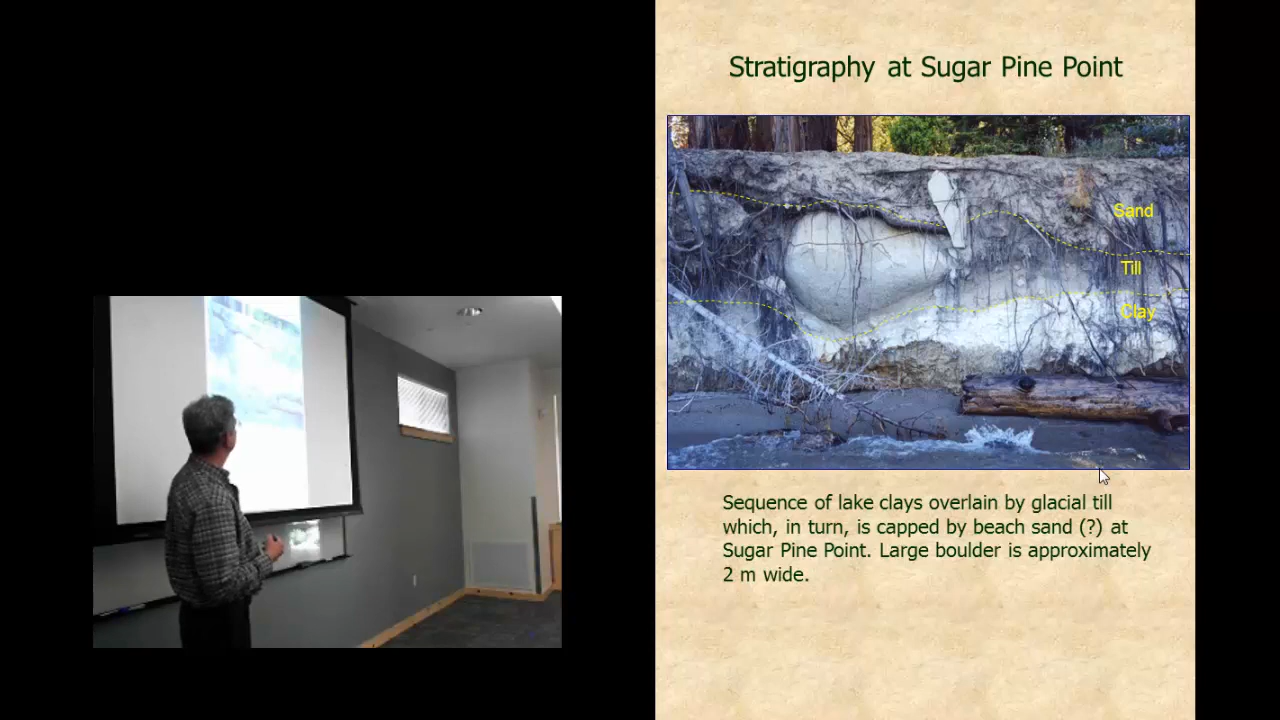 Stratigraphy at Sugar Pine Point
Sand
Till
Clay
Sequence of lake clays overlain by glacial till
which, in turn, is capped by beach sand (?) at
Sugar Pine Point. Large boulder is approximately
2 m wide.